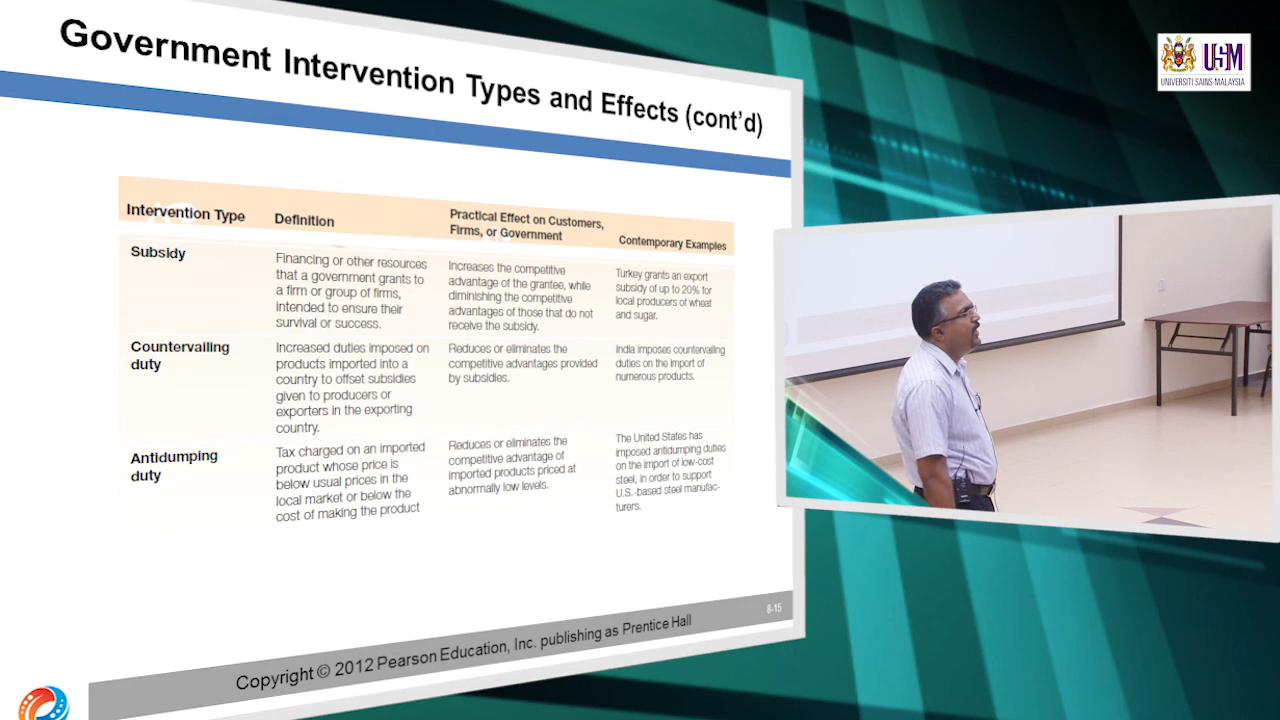 Government Intervention Types and Effects (cont'd)
USM
UNIVERSITI SAINS MALAYSIA
Intervention Type
Definition
Practical Effect on Customers,
Firms, or Government
Contemporary Examples
Subsidy
Financing or other resources
that a government grants to
a firm or group of firms,
intended to ensure their
survival or success.
Increases the competitive
advantage of the grantee, while
diminishing the competitive
advantages of those that do not
receive the subsidy.
Turkey grants an export
subsidy of up to 20% for
local producers of wheat
and sugar.
Countervailing
duty
Increased duties imposed on
products imported into a
country to offset subsidies
given to producers or
exporters in the exporting
country.
Reduces or eliminates the
competitive advantages provided
by subsidies.
India imposes countervailing
duties on the import of
numerous products.
Antidumping
duty
Tax charged on an imported
product whose price is
below usual prices in the
local market or below the
cost of making the product
Reduces or eliminates the
competitive advantage of
imported products priced at
abnormally low levels.
The United States has
imposed antidumping duties
on the import of low-cost
steel, in order to support
U.S.-based steel manufac-
turers.
8-15
Copyright © 2012 Pearson Education, Inc. publishing as Prentice Hall